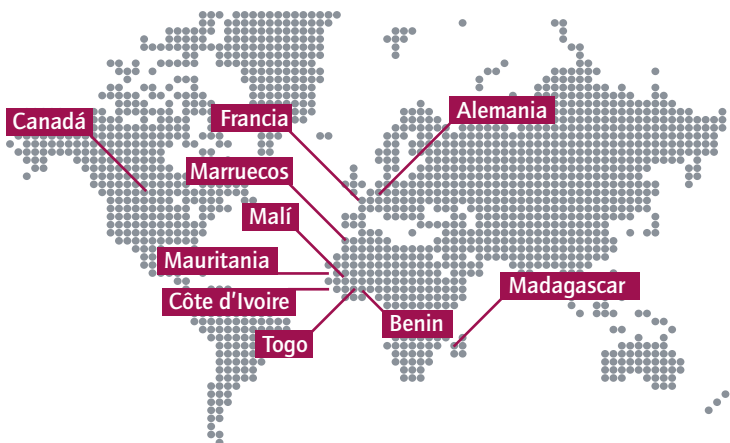 Canadá
Francia
Alemania
Marruecos
Malí
Mauritania
Madagascar
Côte d'Ivoire
Benin
Togo